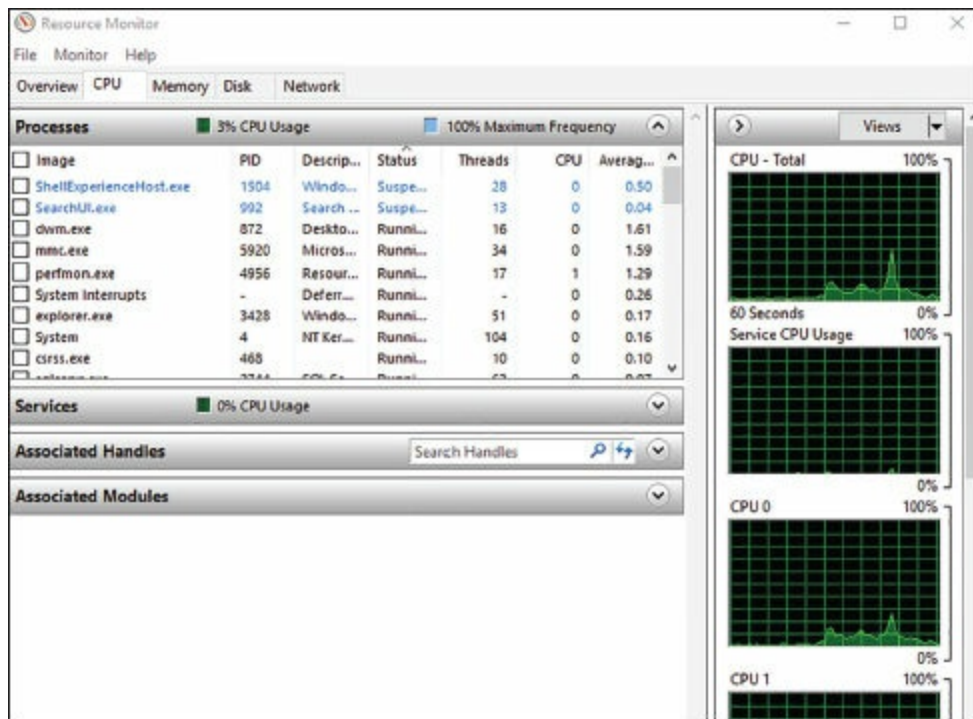 Resource Monitor
File Monitor Help
Overview CPU Memory Disk Network
Processes 3% CPU Usage 100% Maximum Frequency
Image PID Descrip... Status Threads CPU Averag...
ShellExperienceHost.exe 1504 Windo... Suspe... 28 0 0.50
SearchUI.exe 992 Search ... Suspe... 13 0 0.04
dwm.exe 872 Deskto... Runni... 16 0 1.61
mmc.exe 5920 Micros... Runni... 34 0 1.59
perfmon.exe 4956 Resour... Runni... 17 1 1.29
System Interrupts - Deferr... Runni... - 0 0.26
explorer.exe 3428 Windo... Runni... 51 0 0.17
System 4 NT Ker... Runni... 104 0 0.16
csrss.exe 468 Runni... 10 0 0.10
Services 0% CPU Usage
Associated Handles Search Handles
Associated Modules
Views
CPU - Total 100%
60 Seconds 0%
Service CPU Usage 100%
0%
CPU 0 100%
0%
CPU 1 100%